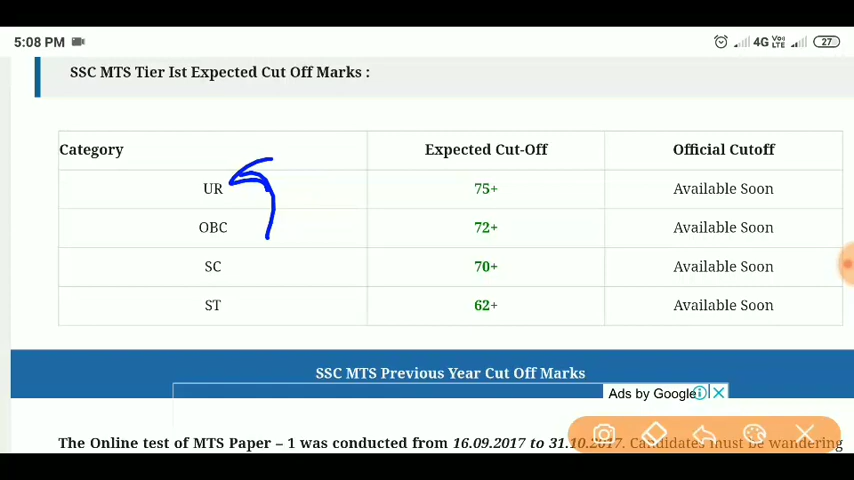 5:08 PM 4G Vo) LTE 27
SSC MTS Tier Ist Expected Cut Off Marks :
Category Expected Cut-Off Official Cutoff
UR 75+ Available Soon
OBC 72+ Available Soon
SC 70+ Available Soon
ST 62+ Available Soon
SSC MTS Previous Year Cut Off Marks
Ads by Google
The Online test of MTS Paper – 1 was conducted from 16.09.2017 to 31.10.2017. Candidates must be wandering